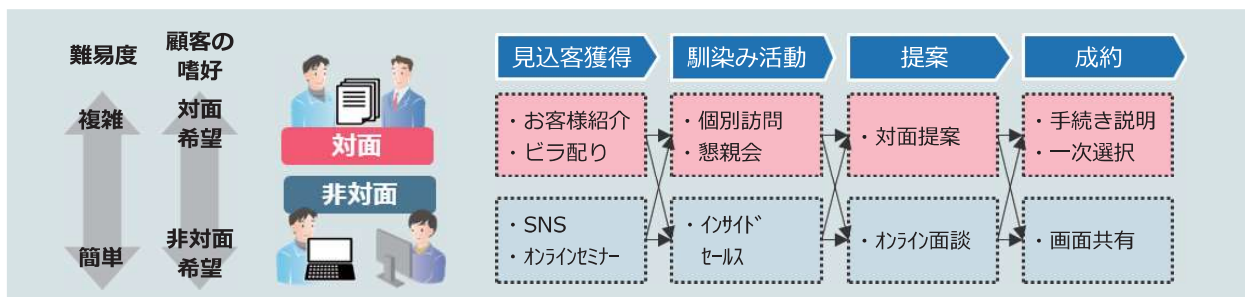 難易度
複雑
簡単
顧客の
嗜好
対面
希望
非対面
希望
対面
非対面
見込客獲得
馴染み活動
提案
成約
・お客様紹介
・ビラ配り
・個別訪問
・懇親会
・対面提案
・手続き説明
・一次選択
・SNS
・オンラインセミナー
・インサイド
セールス
・オンライン面談
・画面共有